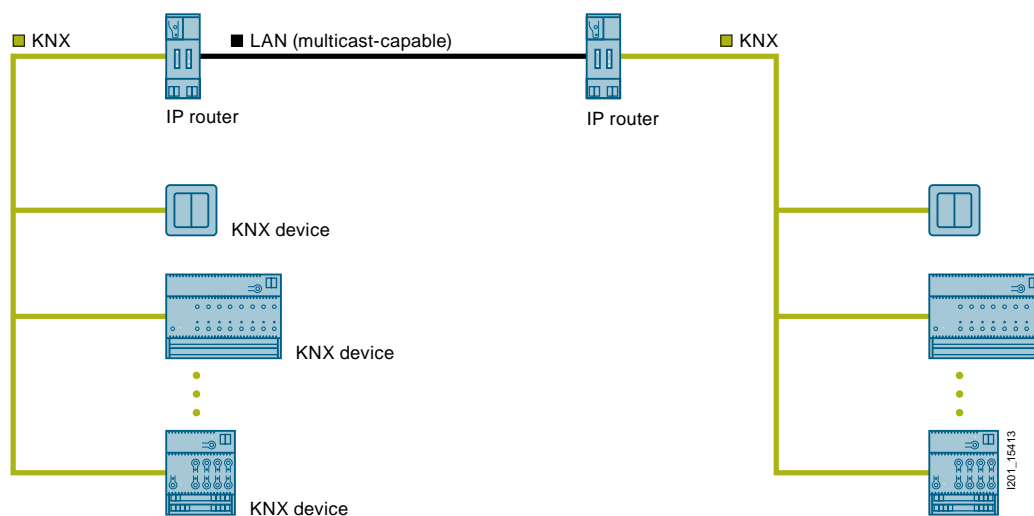 KNX
LAN (multicast-capable)
KNX
IP router
IP router
KNX device
KNX device
KNX device
I201_15413